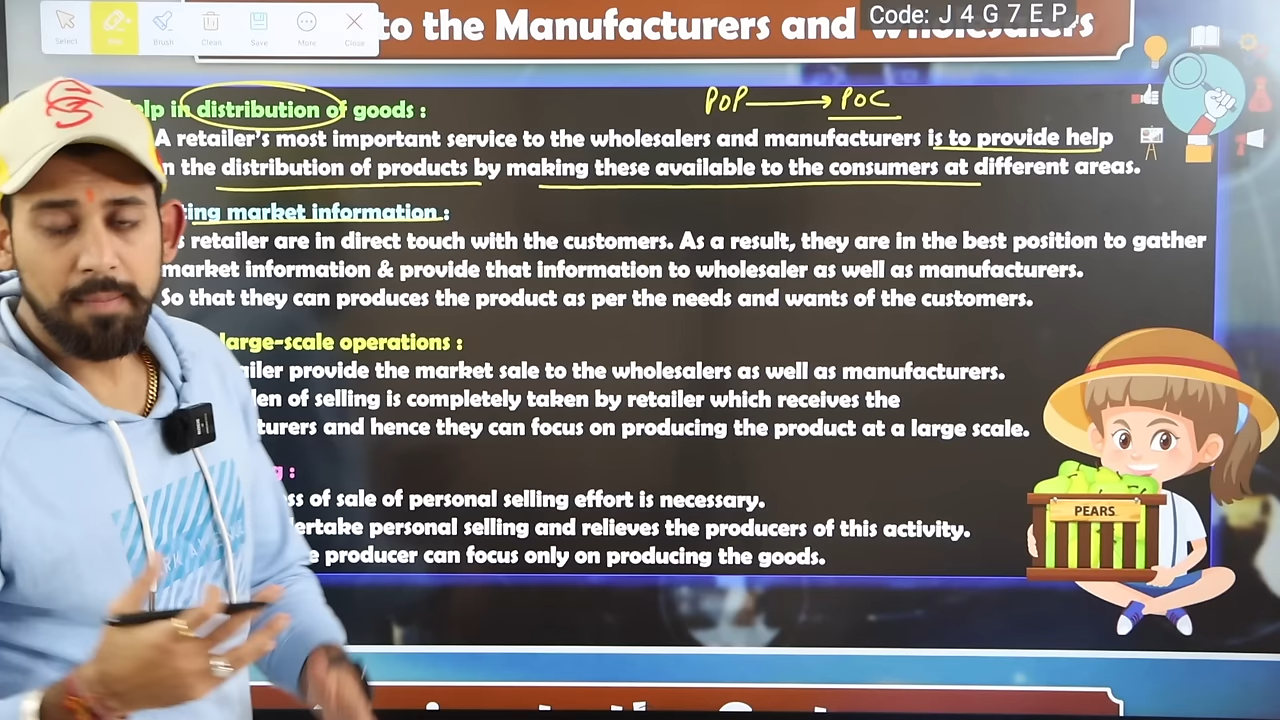 to the Manufacturers and Wholesalers
Code: J 4 G 7 E P
Select
Clean
Brush
Save
More
Close
elp in distribution of goods :
POP → POC
A retailer's most important service to the wholesalers and manufacturers is to provide help
n the distribution of products by making these available to the consumers at different areas.
ting market information :
s retailer are in direct touch with the customers. As a result, they are in the best position to gather
market information & provide that information to wholesaler as well as manufacturers.
So that they can produces the product as per the needs and wants of the customers.
large-scale operations :
ailer provide the market sale to the wholesalers as well as manufacturers.
en of selling is completely taken by retailer which receives the
turers and hence they can focus on producing the product at a large scale.
g :
ss of sale of personal selling effort is necessary.
ertake personal selling and relieves the producers of this activity.
e producer can focus only on producing the goods.
PEARS